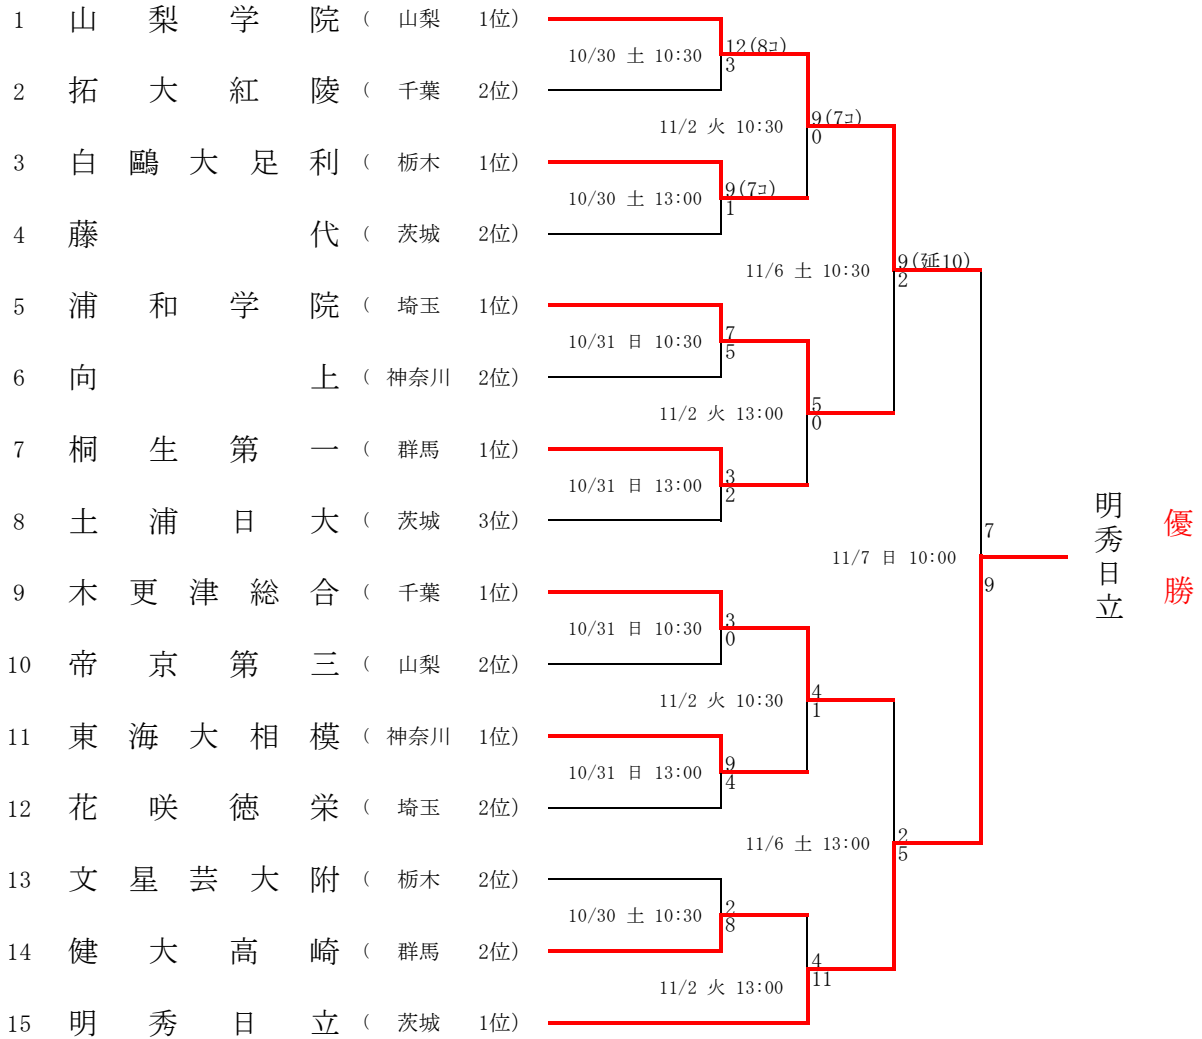 1 山梨学院 ( 山梨 1位)
10/30 土 10:30
12(8ｺ)
3
2 拓大紅陵 ( 千葉 2位)
11/2 火 10:30
9(7ｺ)
0
3 白鷗大足利 ( 栃木 1位)
10/30 土 13:00
9(7ｺ)
1
4 藤代 ( 茨城 2位)
11/6 土 10:30
9(延10)
2
5 浦和学院 ( 埼玉 1位)
10/31 日 10:30
7
5
6 向上 ( 神奈川 2位)
11/2 火 13:00
5
0
7 桐生第一 ( 群馬 1位)
10/31 日 13:00
3
2
8 土浦日大 ( 茨城 3位)
11/7 日 10:00
7
9
明秀日立
優勝
9 木更津総合 ( 千葉 1位)
10/31 日 10:30
3
0
10 帝京第三 ( 山梨 2位)
11/2 火 10:30
4
1
11 東海大相模 ( 神奈川 1位)
10/31 日 13:00
9
4
12 花咲徳栄 ( 埼玉 2位)
11/6 土 13:00
2
5
13 文星芸大附 ( 栃木 2位)
10/30 土 10:30
2
8
14 健大高崎 ( 群馬 2位)
11/2 火 13:00
4
11
15 明秀日立 ( 茨城 1位)